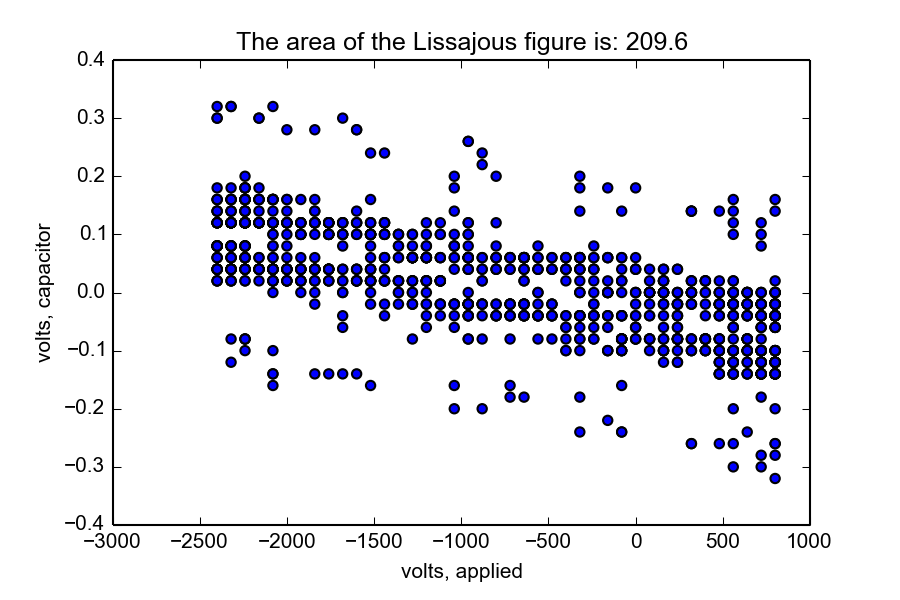 The area of the Lissajous figure is: 209.6
0.4
0.3
0.2
0.1
0.0
−0.1
−0.2
−0.3
−0.4
volts, capacitor
−3000 −2500 −2000 −1500 −1000 −500 0 500 1000
volts, applied